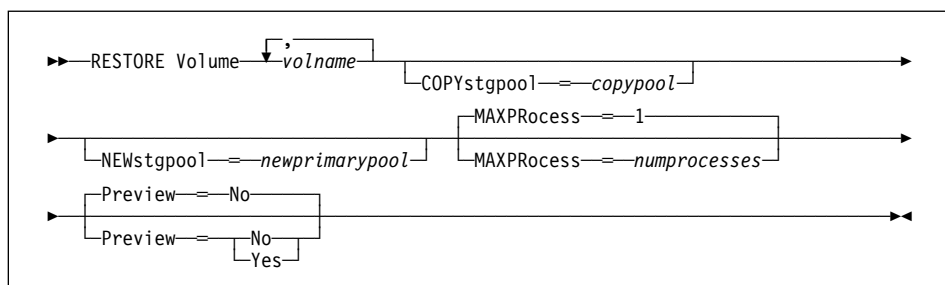 ,
RESTORE Volume volname
COPYstgpool = copypool
MAXPRocess = 1
NEWstgpool = newprimarypool
MAXPRocess = numprocesses
Preview = No
Preview = No
Yes